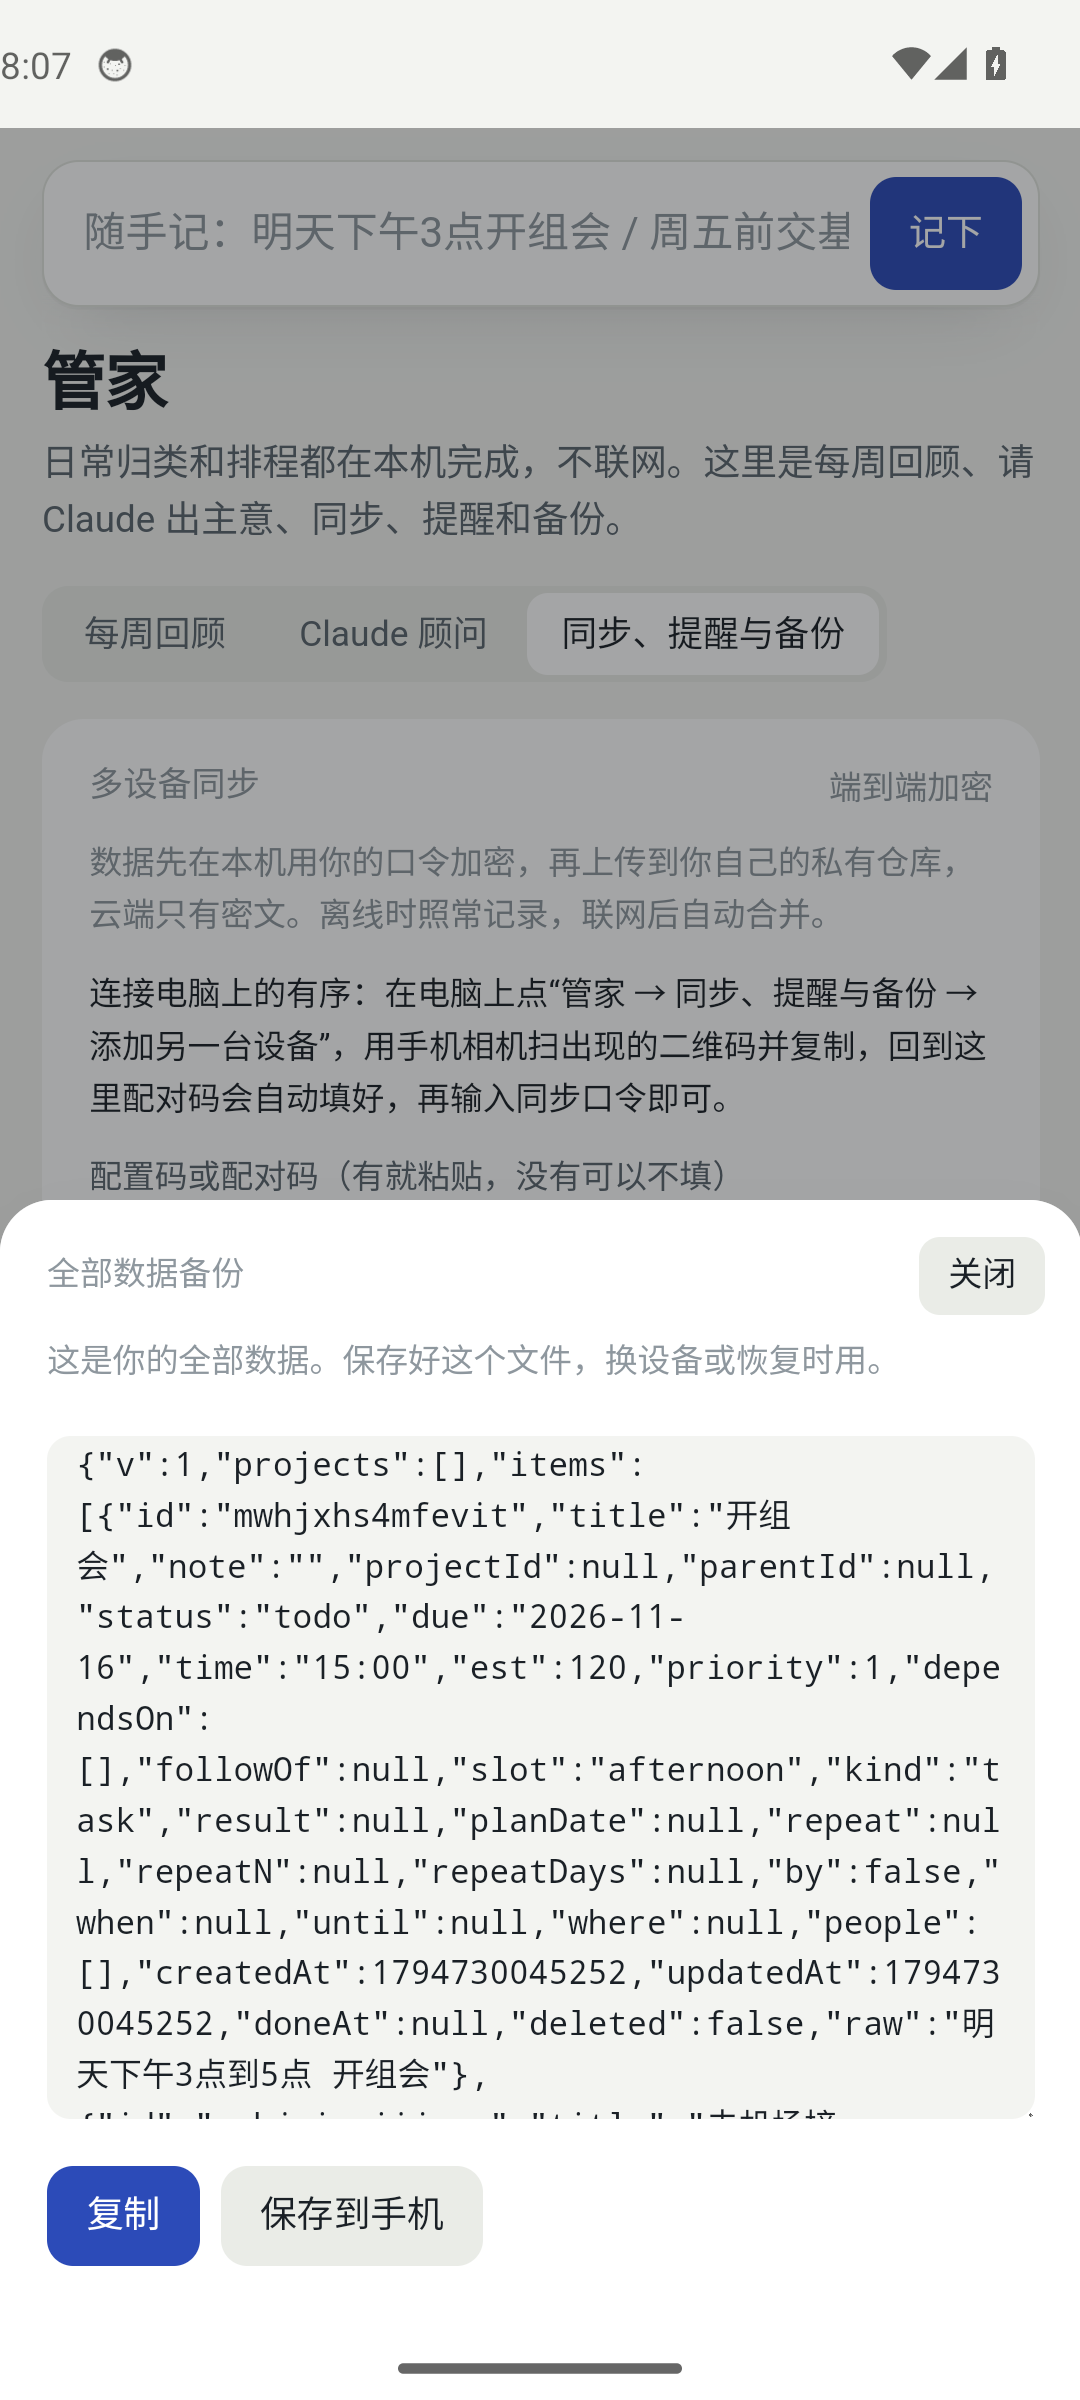 8:07
随手记：明天下午3点开组会 / 周五前交基
记下
管家
日常归类和排程都在本机完成，不联网。这里是每周回顾、请
Claude 出主意、同步、提醒和备份。
每周回顾
Claude 顾问
同步、提醒与备份
多设备同步
端到端加密
数据先在本机用你的口令加密，再上传到你自己的私有仓库，
云端只有密文。离线时照常记录，联网后自动合并。
连接电脑上的有序：在电脑上点“管家 → 同步、提醒与备份 →
添加另一台设备”，用手机相机扫出现的二维码并复制，回到这
里配对码会自动填好，再输入同步口令即可。
配置码或配对码（有就粘贴，没有可以不填）
全部数据备份
关闭
这是你的全部数据。保存好这个文件，换设备或恢复时用。
{"v":1,"projects":[],"items":
[{"id":"mwhjxhs4mfevit","title":"开组
会","note":"","projectId":null,"parentId":null,
"status":"todo","due":"2026-11-
16","time":"15:00","est":120,"priority":1,"depe
ndsOn":
[],"followOf":null,"slot":"afternoon","kind":"t
ask","result":null,"planDate":null,"repeat":nul
l,"repeatN":null,"repeatDays":null,"by":false,"
when":null,"until":null,"where":null,"people":
[],"createdAt":1794730045252,"updatedAt":179473
0045252,"doneAt":null,"deleted":false,"raw":"明
天下午3点到5点 开组会"},
复制
保存到手机